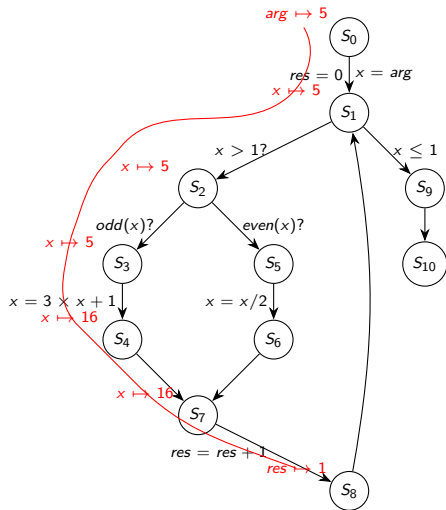 arg ↦ 5
S0
res = 0
x = arg
x ↦ 5
S1
x > 1?
x ≤ 1
x ↦ 5
S2
S9
odd(x)?
even(x)?
x ↦ 5
S3
S5
S10
x = 3 × x + 1
x = x/2
x ↦ 16
S4
S6
x ↦ 16
S7
res = res + 1
res ↦ 1
S8